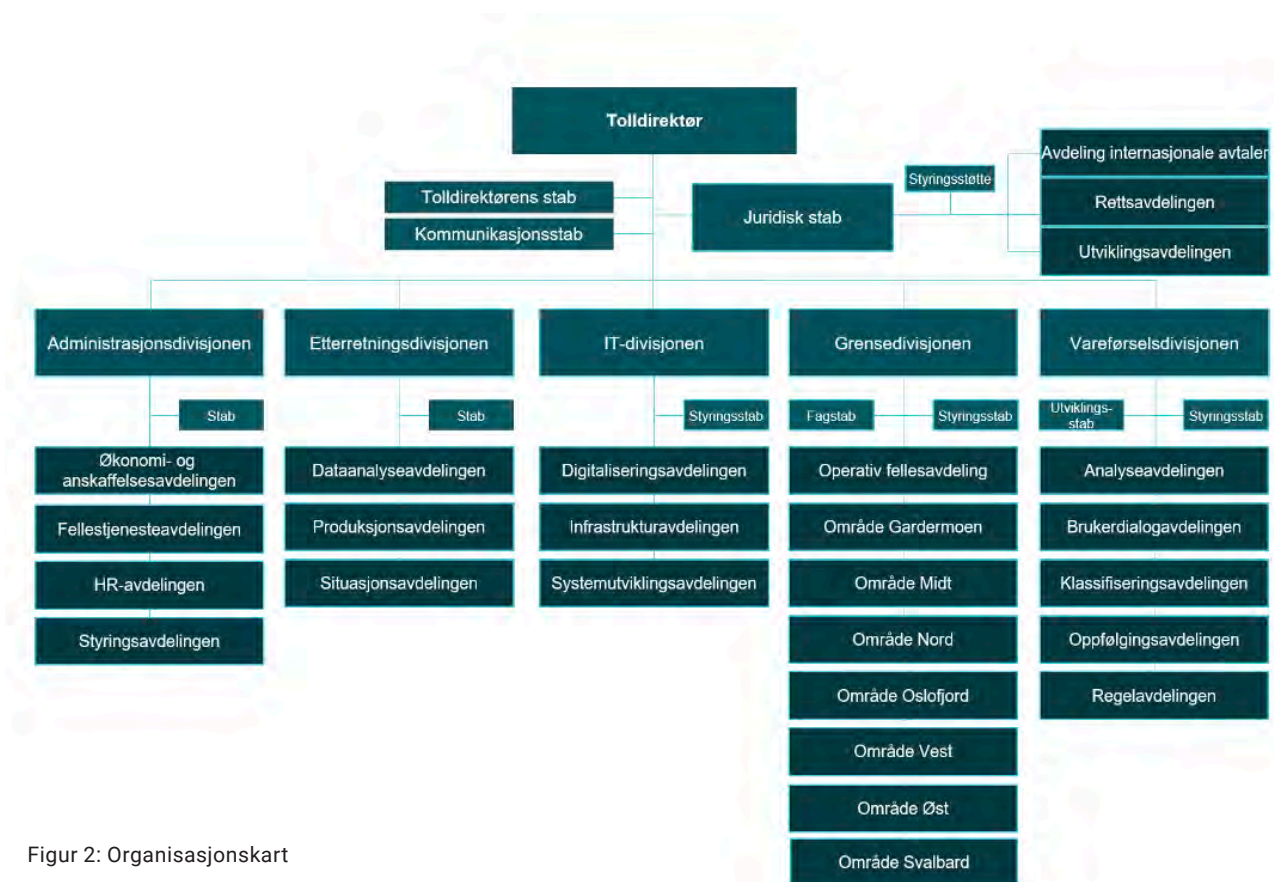 Tolldirektør
Tolldirektørens stab
Kommunikasjonsstab
Juridisk stab
Styringsstøtte
Avdeling internasjonale avtaler
Rettsavdelingen
Utviklingsavdelingen
Administrasjonsdivisjonen
Stab
Økonomi- og
anskaffelsesavdelingen
Fellestjenesteavdelingen
HR-avdelingen
Styringsavdelingen
Etterretningsdivisjonen
Stab
Dataanalyseavdelingen
Produksjonsavdelingen
Situasjonsavdelingen
IT-divisjonen
Styringsstab
Digitaliseringsavdelingen
Infrastrukturavdelingen
Systemutviklingsavdelingen
Grensedivisjonen
Fagstab
Styringsstab
Operativ fellesavdeling
Område Gardermoen
Område Midt
Område Nord
Område Oslofjord
Område Vest
Område Øst
Område Svalbard
Vareførselsdivisjonen
Utviklings-
stab
Styringsstab
Analyseavdelingen
Brukerdialogavdelingen
Klassifiseringsavdelingen
Oppfølgingsavdelingen
Regelavdelingen
Figur 2: Organisasjonskart